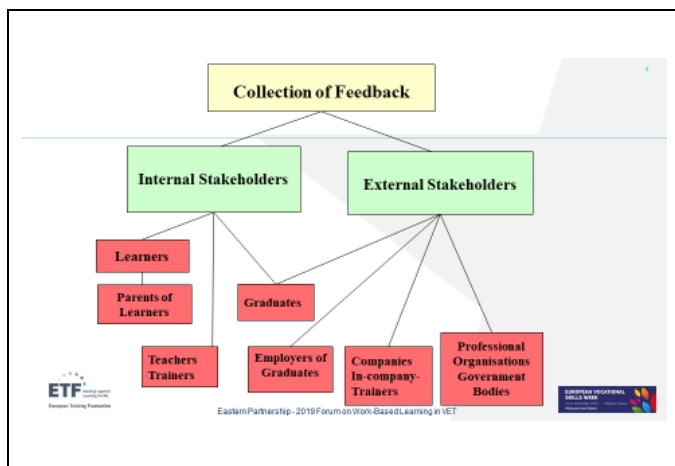 4
Collection of Feedback
Internal Stakeholders
External Stakeholders
Learners
Parents of
Learners
Graduates
Teachers
Trainers
Employers of
Graduates
Companies
In-company-
Trainers
Professional
Organisations
Government
Bodies
ETF
European Training Foundation
EUROPEAN VOCATIONAL
SKILLS WEEK
Eastern Partnership - 2019 Forum on Work-Based Learning in VET